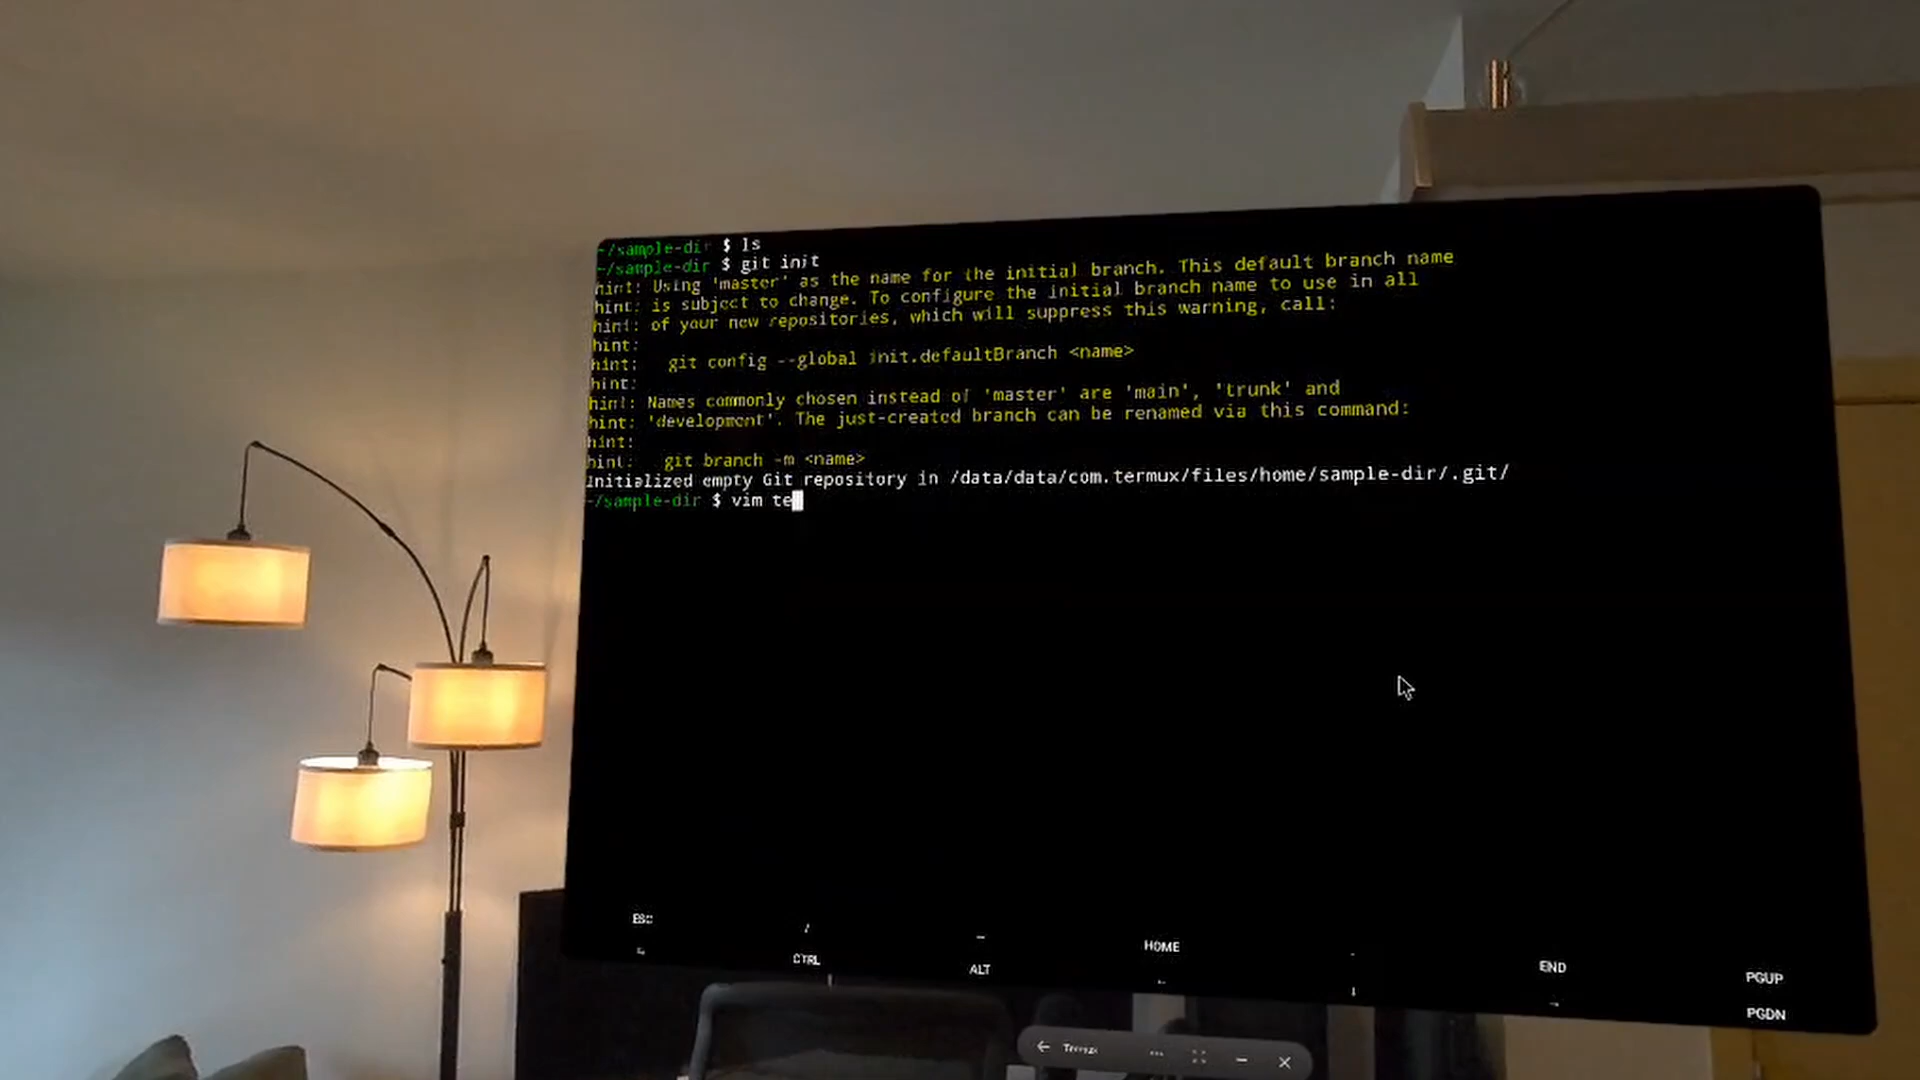 ~/sample-dir $ ls
~/sample-dir $ git init
hint: Using 'master' as the name for the initial branch. This default branch name
hint: is subject to change. To configure the initial branch name to use in all
hint: of your new repositories, which will suppress this warning, call:
hint:
hint:   git config --global init.defaultBranch <name>
hint:
hint: Names commonly chosen instead of 'master' are 'main', 'trunk' and
hint: 'development'. The just-created branch can be renamed via this command:
hint:
hint:   git branch -m <name>
Initialized empty Git repository in /data/data/com.termux/files/home/sample-dir/.git/
~/sample-dir $ vim te
ESC / — HOME END PGUP
CTRL ALT ← ↓ → PGDN
Termux